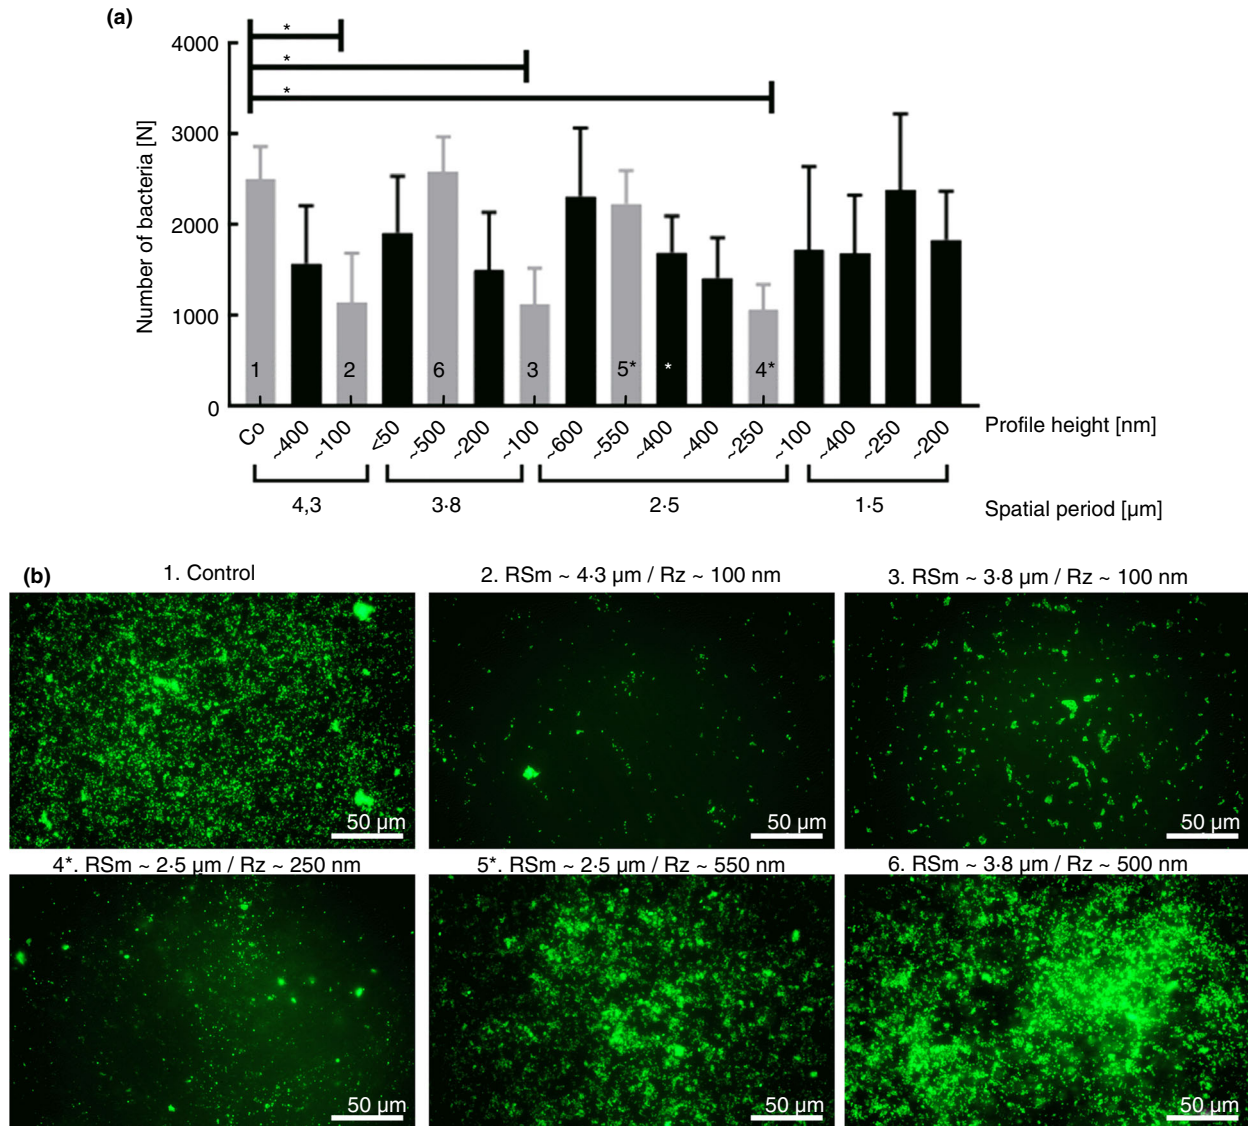 (a)
*
*
*
4000
3000
2000
1000
0
Number of bacteria [N]
1 2 6 3 5* * 4*
Co ~400 ~100 <50 ~500 ~200 ~100 ~600 ~550 ~400 ~400 ~250 ~100 ~400 ~250 ~200
Profile height [nm]
4,3 3·8 2·5 1·5
Spatial period [µm]
(b)
1. Control
2. RSm ~ 4·3 µm / Rz ~ 100 nm
3. RSm ~ 3·8 µm / Rz ~ 100 nm
50 µm
50 µm
50 µm
4*. RSm ~ 2·5 µm / Rz ~ 250 nm
5*. RSm ~ 2·5 µm / Rz ~ 550 nm
6. RSm ~ 3·8 µm / Rz ~ 500 nm
50 µm
50 µm
50 µm